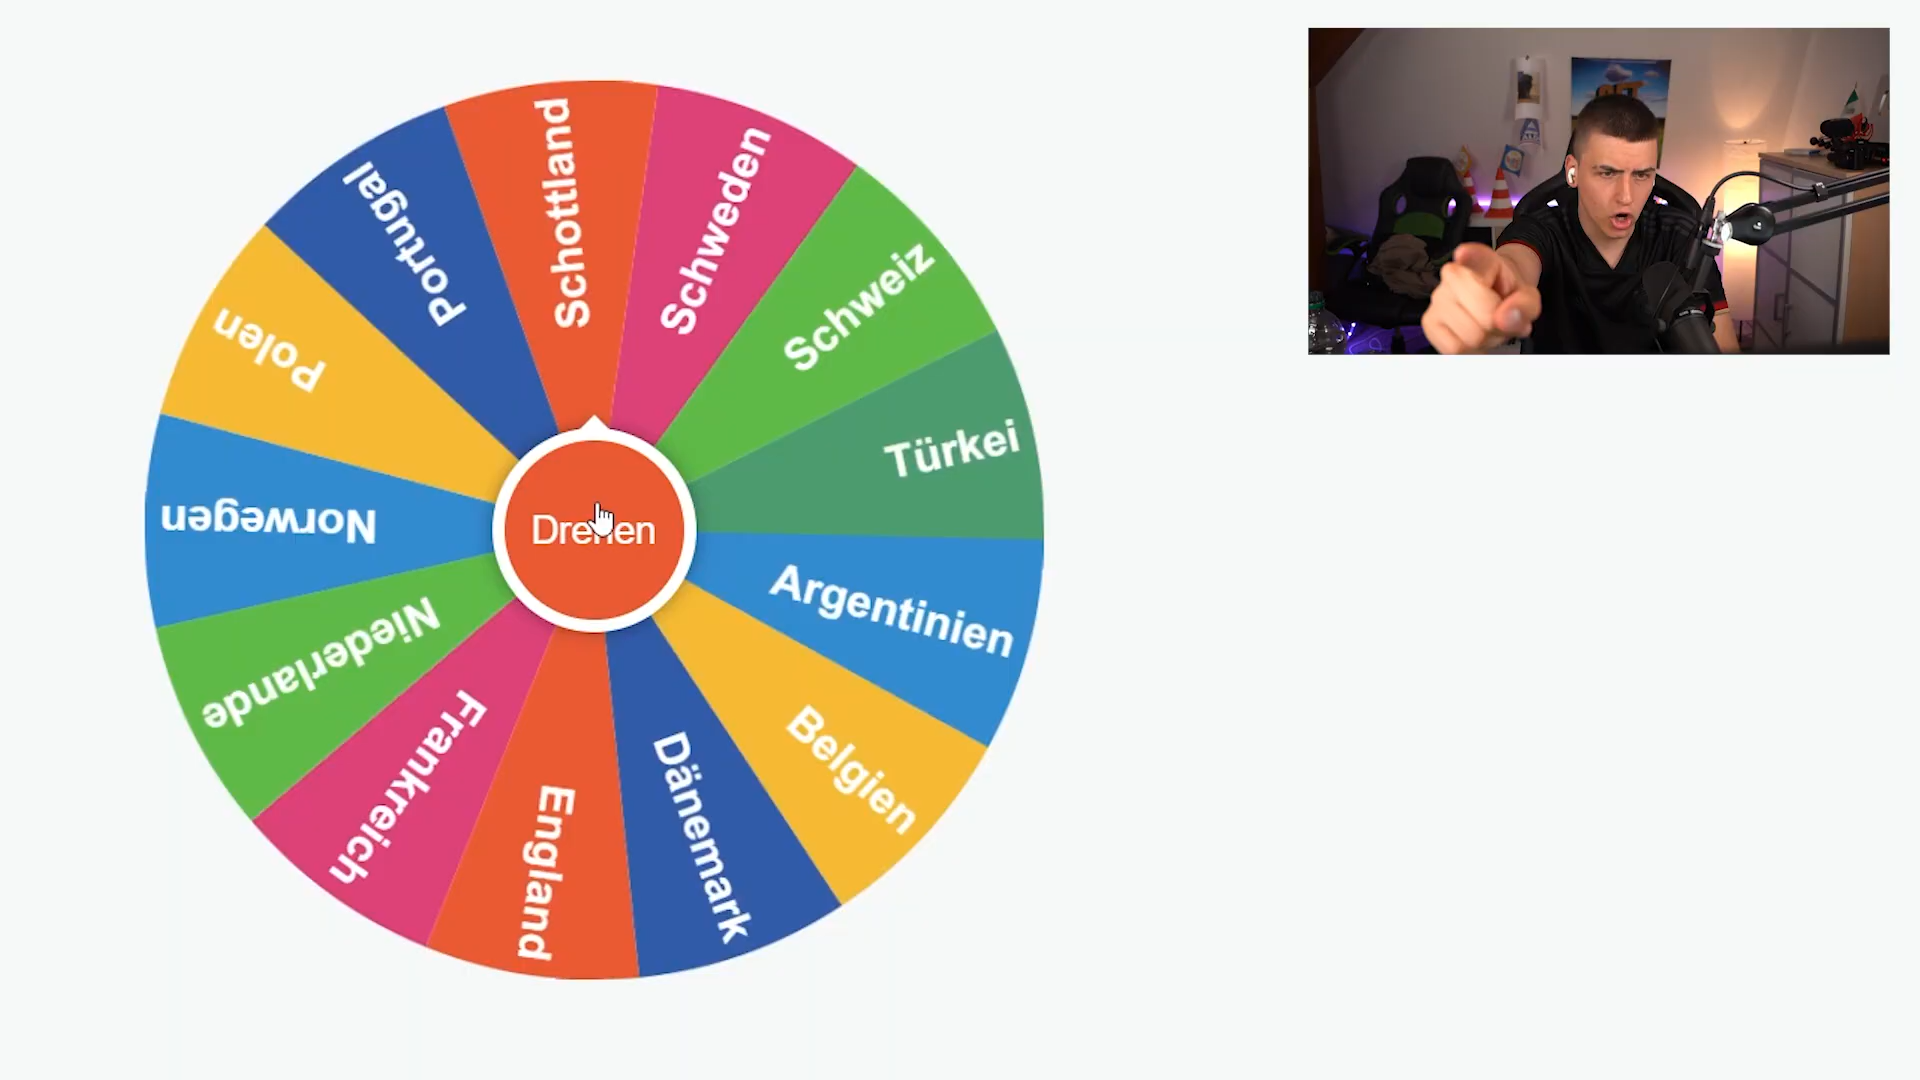 Schottland
Schweden
Schweiz
Türkei
Argentinien
Belgien
Dänemark
England
Frankreich
Niederlande
Norwegen
Polen
Portugal
Drehen